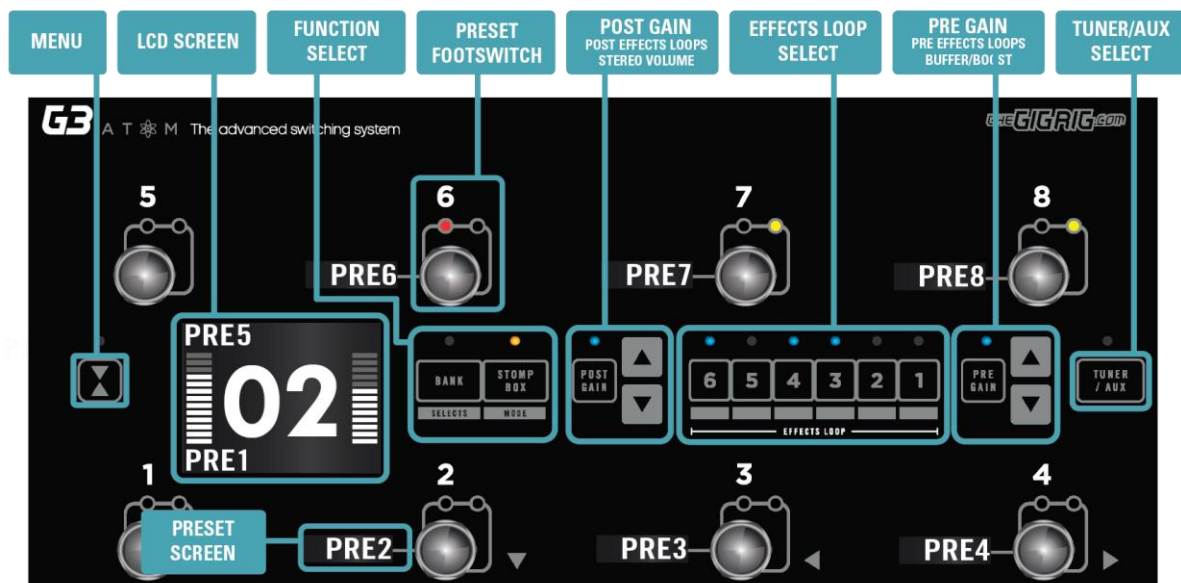 MENU
LCD SCREEN
FUNCTION
SELECT
PRESET
FOOTSWITCH
POST GAIN
POST EFFECTS LOOPS
STEREO VOLUME
EFFECTS LOOP
SELECT
PRE GAIN
PRE EFFECTS LOOPS
BUFFER/BOOST
TUNER/AUX
SELECT
G3 ATOM The advanced switching system
THEGIGRIG.COM
5
6
7
8
PRE6
PRE7
PRE8
PRE5
02
PRE1
BANK
STOMP
BOX
SELECTS
MODE
POST
GAIN
6 5 4 3 2 1
EFFECTS LOOP
PRE
GAIN
TUNER
/ AUX
1
2
3
4
PRESET
SCREEN
PRE2
PRE3
PRE4